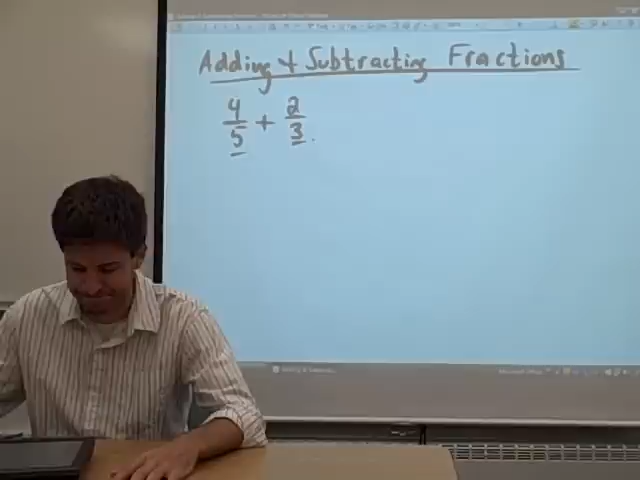 Adding + Subtracting Fractions
4/5 + 2/3